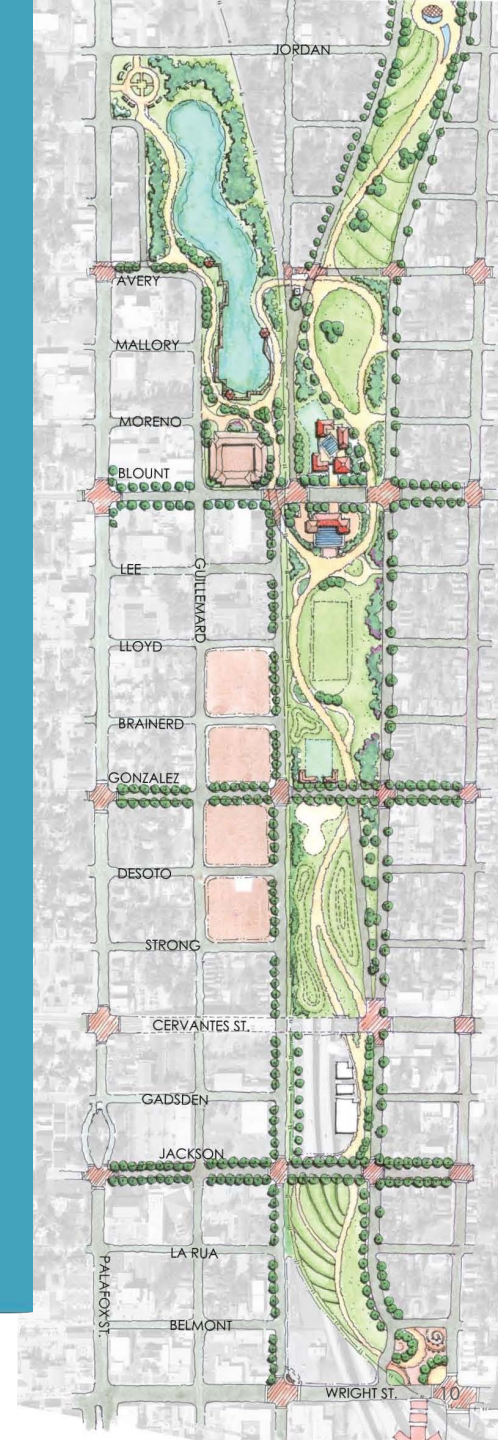 JORDAN
AVERY
MALLORY
MORENO
BLOUNT
LEE
GUILLEMARD
LLOYD
BRAINERD
GONZALEZ
DESOTO
STRONG
CERVANTES ST.
GADSDEN
JACKSON
LA RUA
PALAFOX ST.
BELMONT
WRIGHT ST.
10